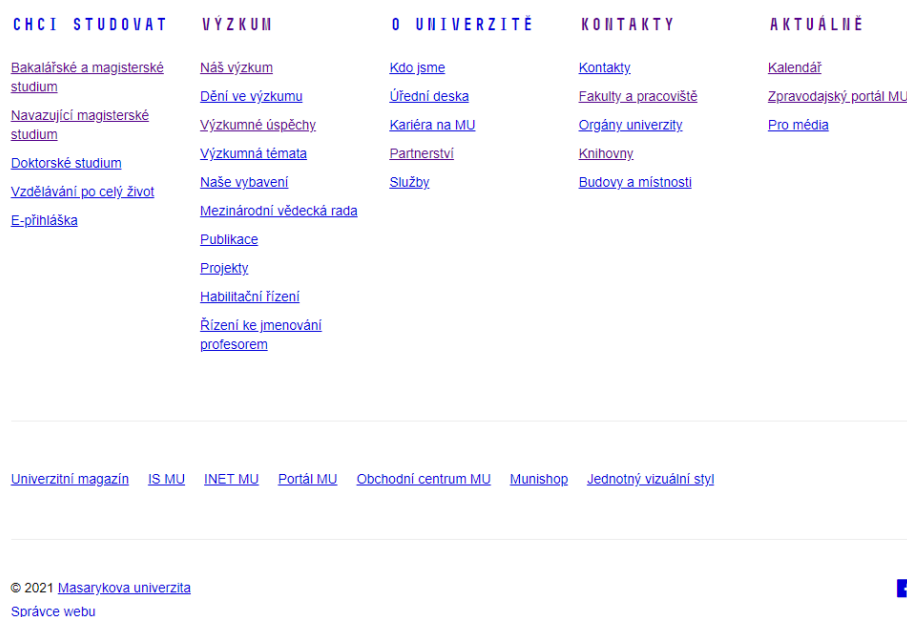 CHCI STUDOVAT
Bakalářské a magisterské
studium
Navazující magisterské
studium
Doktorské studium
Vzdělávání po celý život
E-přihláška
VÝZKUM
Náš výzkum
Dění ve výzkumu
Výzkumné úspěchy
Výzkumná témata
Naše vybavení
Mezinárodní vědecká rada
Publikace
Projekty
Habilitační řízení
Řízení ke jmenování
profesorem
O UNIVERZITĚ
Kdo jsme
Úřední deska
Kariéra na MU
Partnerství
Služby
KONTAKTY
Kontakty
Fakulty a pracoviště
Orgány univerzity
Knihovny
Budovy a místnosti
AKTUÁLNĚ
Kalendář
Zpravodajský portál MU
Pro média
Univerzitní magazín IS MU INET MU Portál MU Obchodní centrum MU Munishop Jednotný vizuální styl
© 2021 Masarykova univerzita
Správce webu